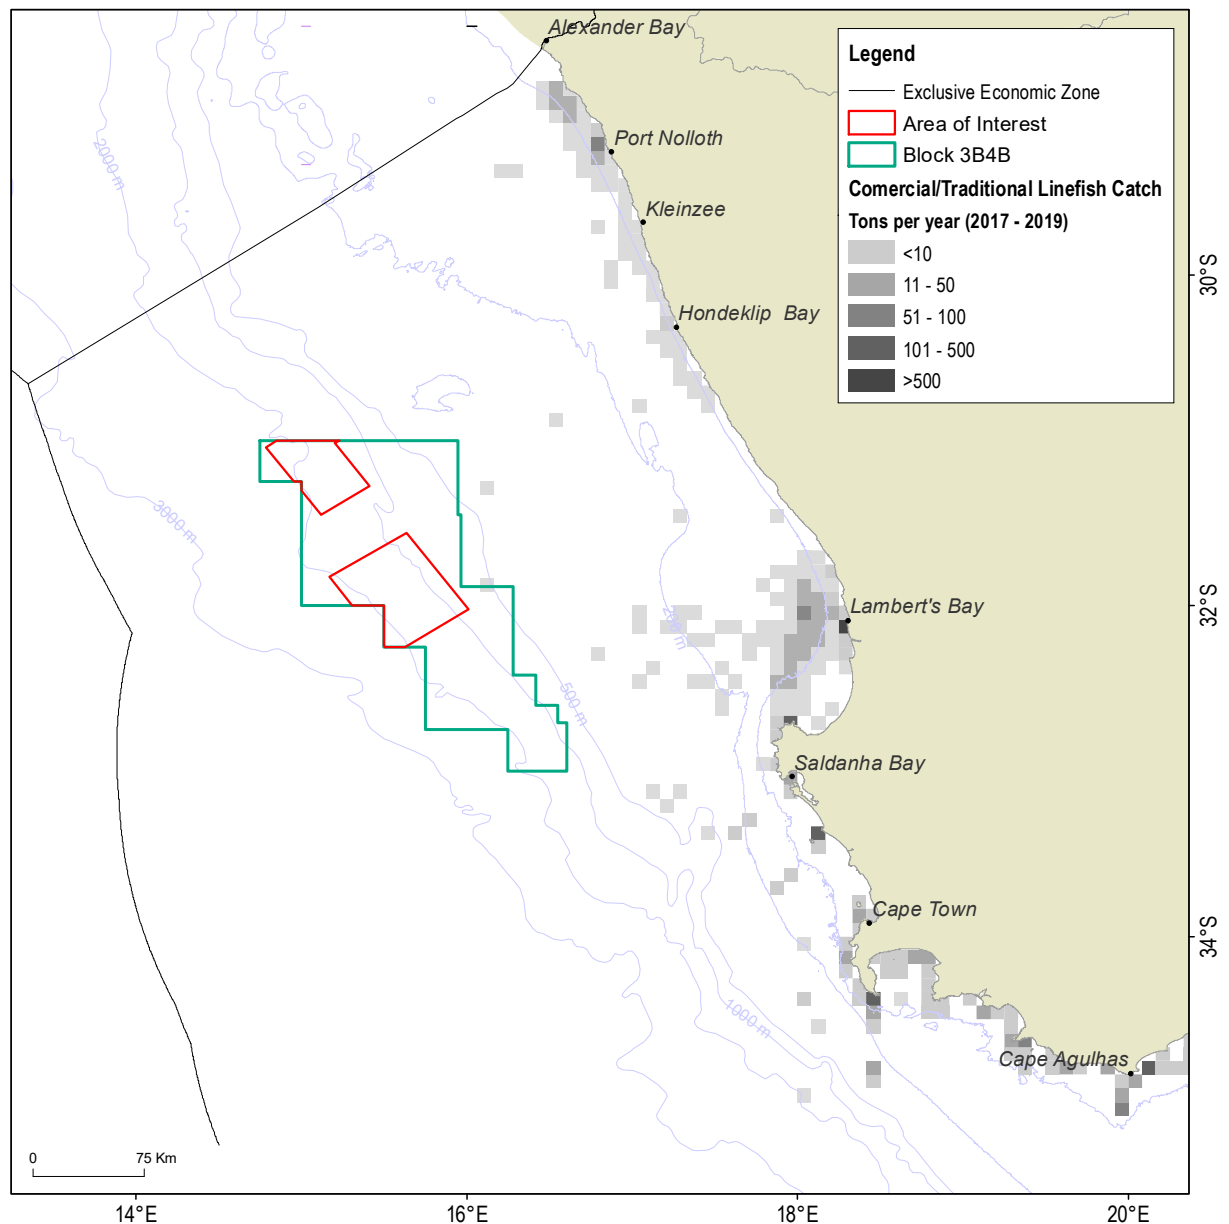 Alexander Bay
Port Nolloth
Kleinzee
Hondeklip Bay
Lambert's Bay
Saldanha Bay
Cape Town
Cape Agulhas
2000 m
3000 m
200 m
500 m
1000 m
Legend
Exclusive Economic Zone
Area of Interest
Block 3B4B
Comercial/Traditional Linefish Catch
Tons per year (2017 - 2019)
<10
11 - 50
51 - 100
101 - 500
>500
30°S
32°S
34°S
0 75 Km
14°E 16°E 18°E 20°E